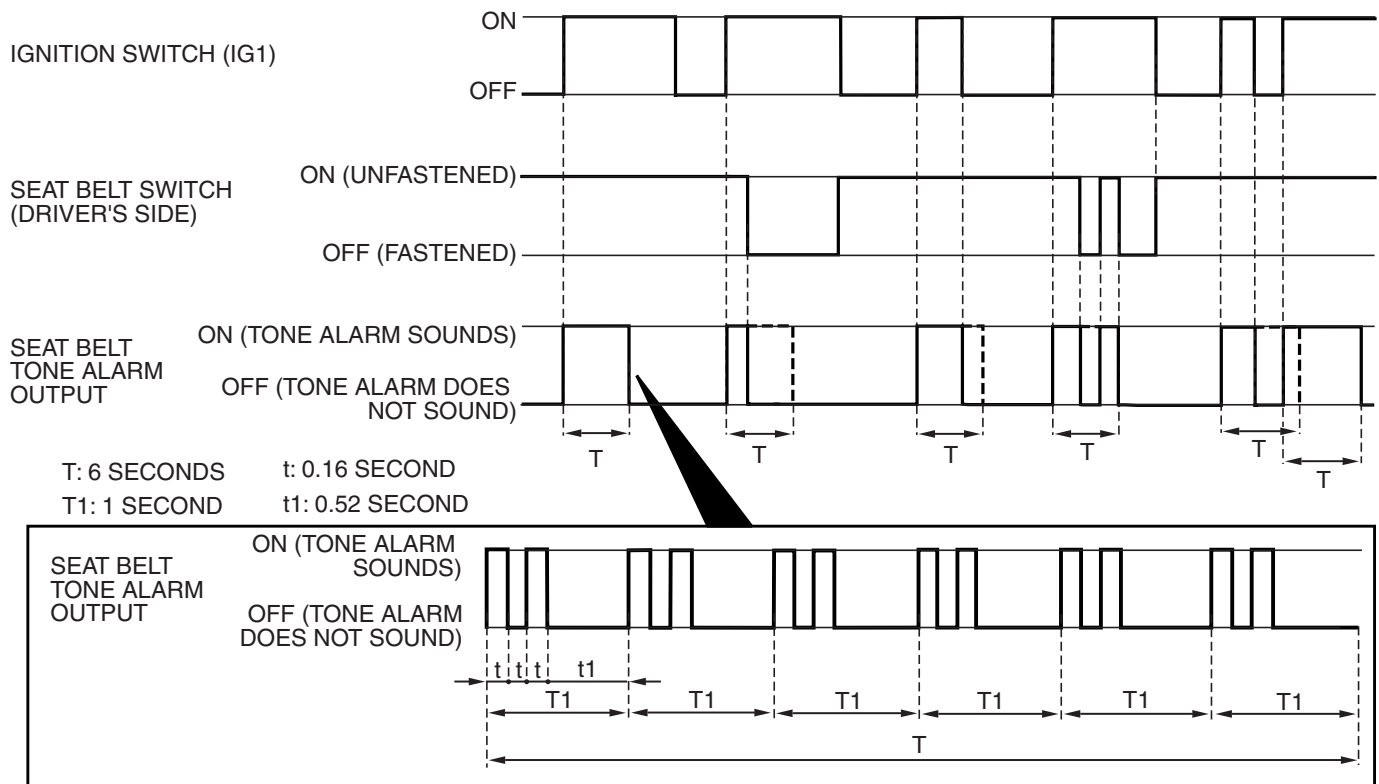 IGNITION SWITCH (IG1)
ON
OFF
SEAT BELT SWITCH
(DRIVER'S SIDE)
ON (UNFASTENED)
OFF (FASTENED)
SEAT BELT
TONE ALARM
OUTPUT
ON (TONE ALARM SOUNDS)
OFF (TONE ALARM DOES
NOT SOUND)
T T T T T
T
T: 6 SECONDS t: 0.16 SECOND
T1: 1 SECOND t1: 0.52 SECOND
SEAT BELT
TONE ALARM
OUTPUT
ON (TONE ALARM
SOUNDS)
OFF (TONE ALARM
DOES NOT SOUND)
t t t t1
T1 T1 T1 T1 T1 T1
T